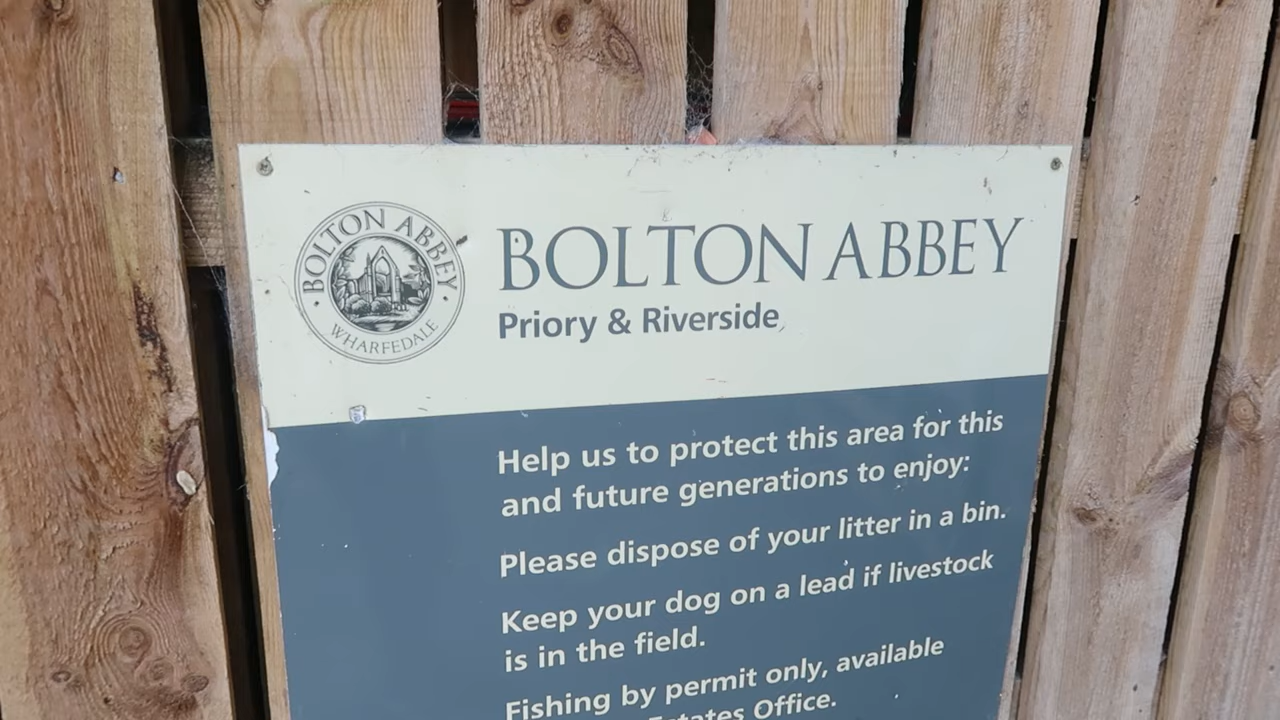 BOLTON ABBEY
WHARFEDALE
BOLTON ABBEY
Priory & Riverside
Help us to protect this area for this
and future generations to enjoy:
Please dispose of your litter in a bin.
Keep your dog on a lead if livestock
is in the field.
Fishing by permit only, available
Estates Office.